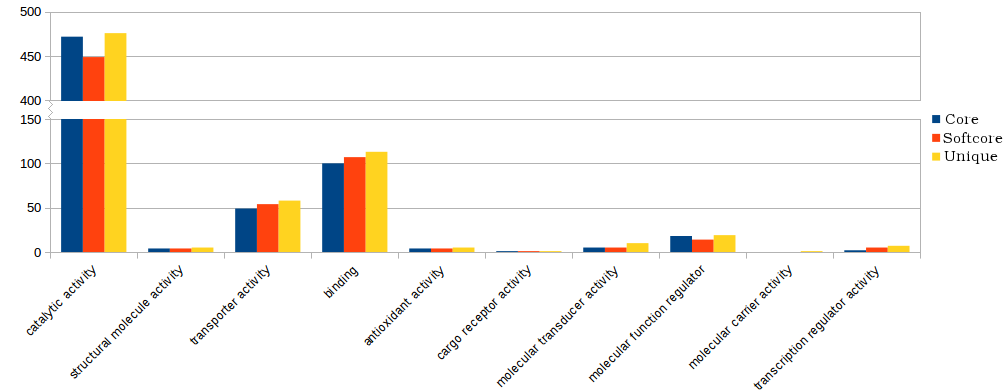 500
450
400
150
100
50
0
Core
Softcore
Unique
catalytic activity
structural molecule activity
transporter activity
binding
antioxidant activity
cargo receptor activity
molecular transducer activity
molecular function regulator
molecular carrier activity
transcription regulator activity